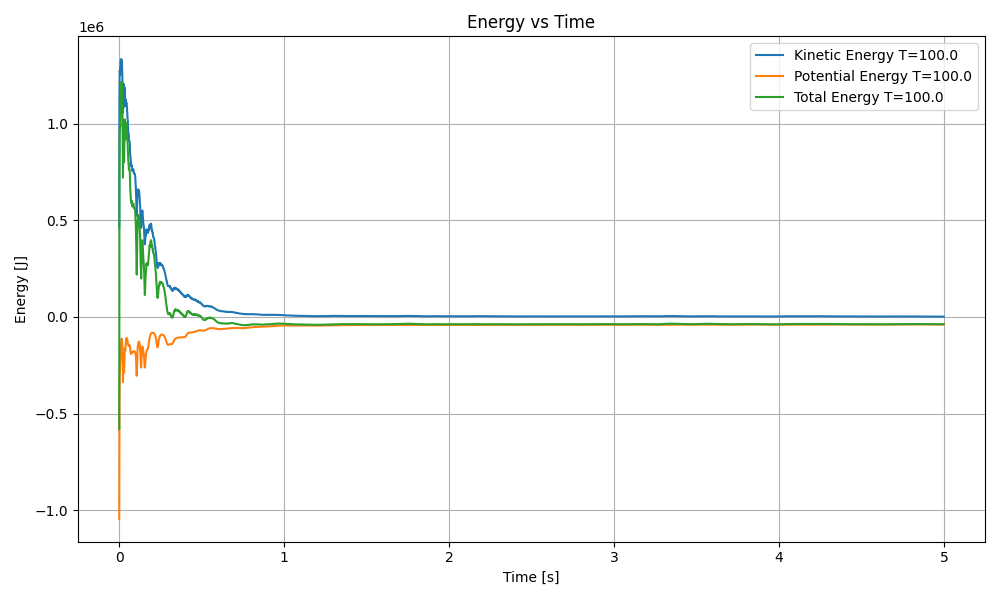 Energy vs Time
1e6
Kinetic Energy T=100.0
Potential Energy T=100.0
Total Energy T=100.0
1.0
0.5
0.0
−0.5
−1.0
Energy [J]
0 1 2 3 4 5
Time [s]